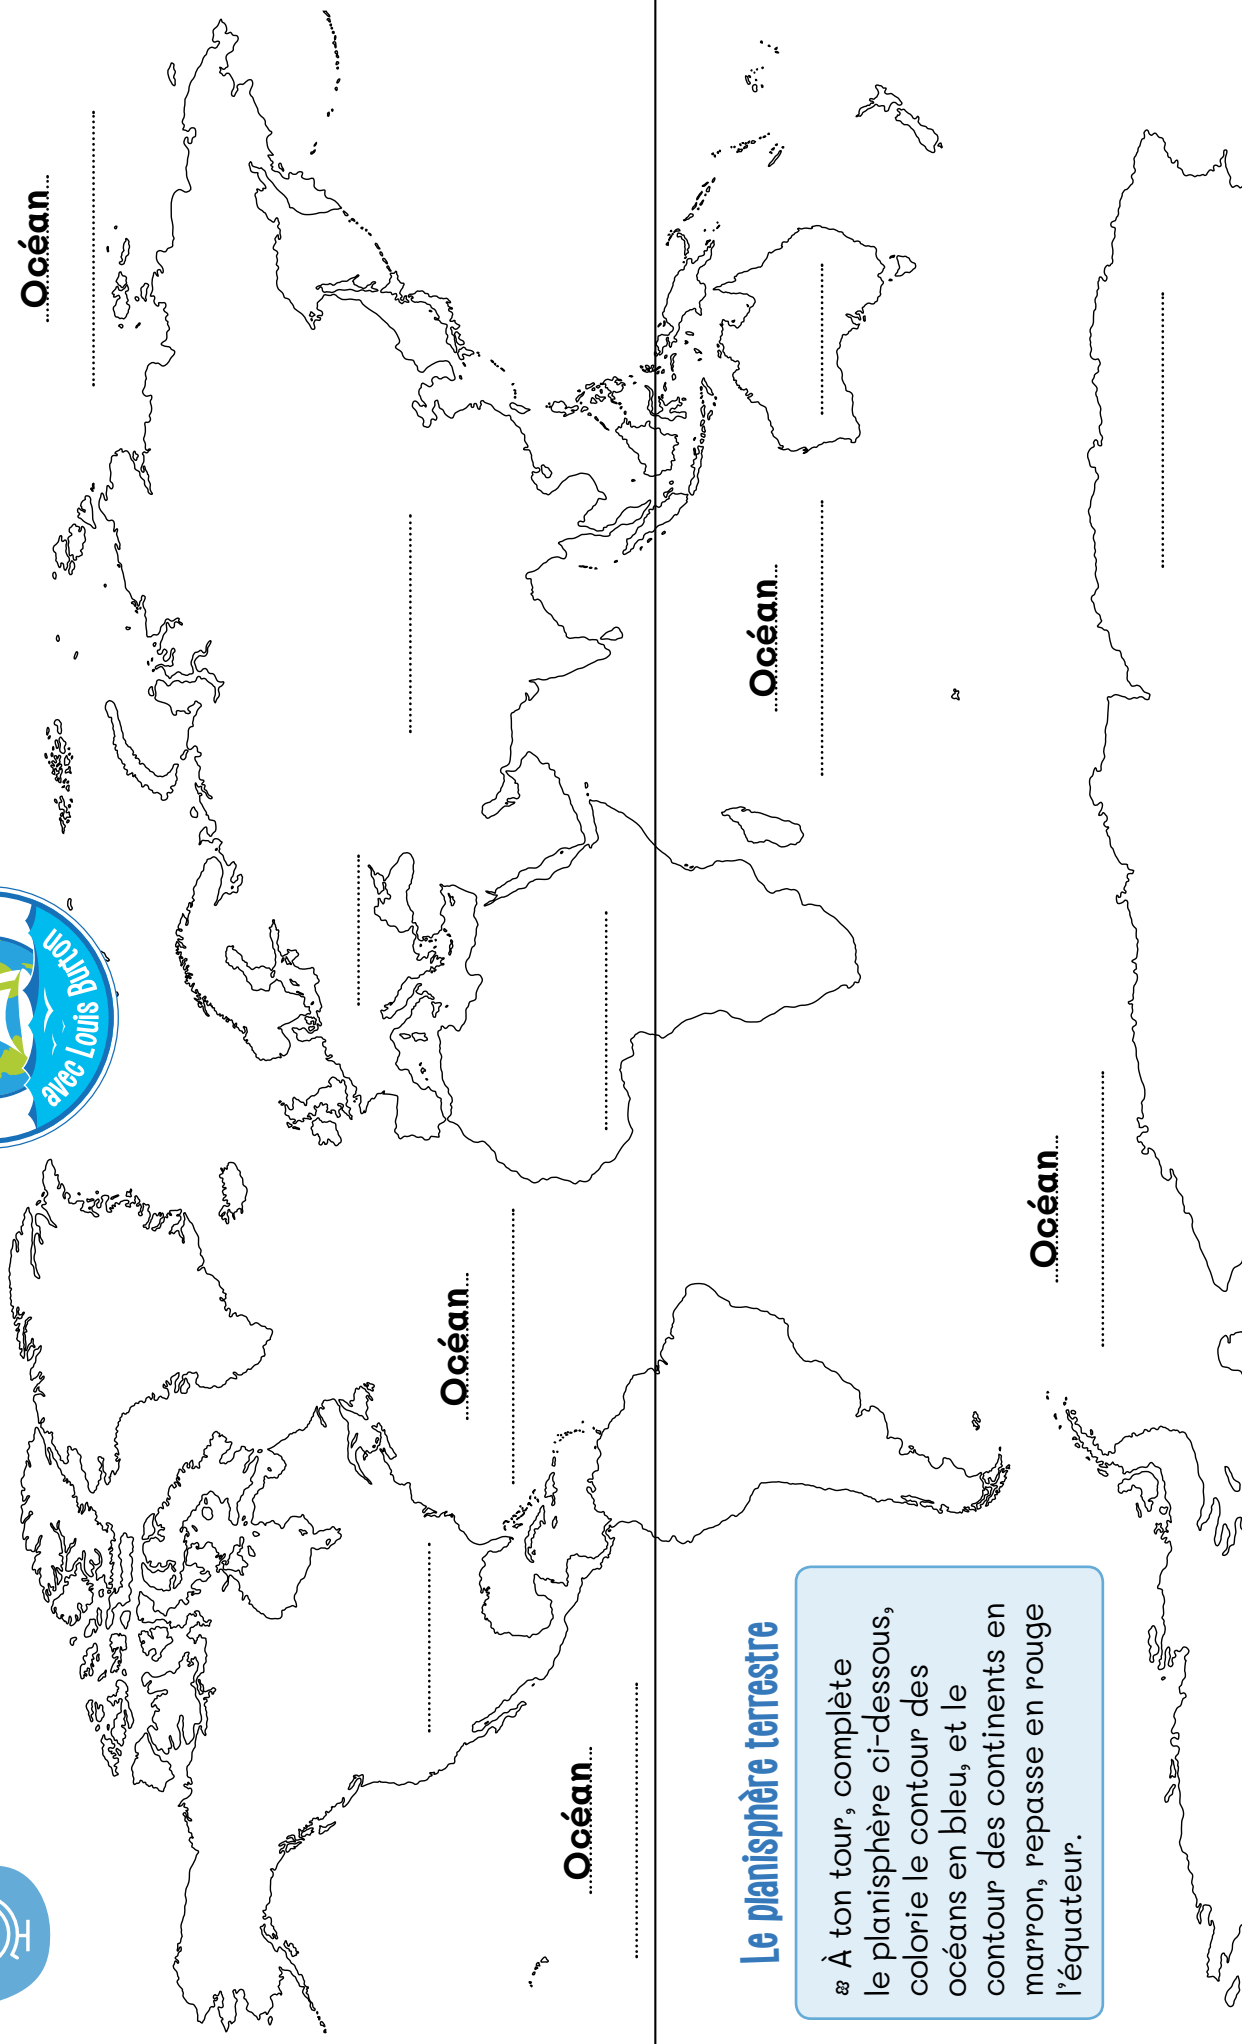 Océan
avec Louis Burton
Océan
Océan
Océan
Océan
Le planisphère terrestre
À ton tour, complète
le planisphère ci-dessous,
colorie le contour des
océans en bleu, et le
contour des continents en
marron, repasse en rouge
l'équateur.